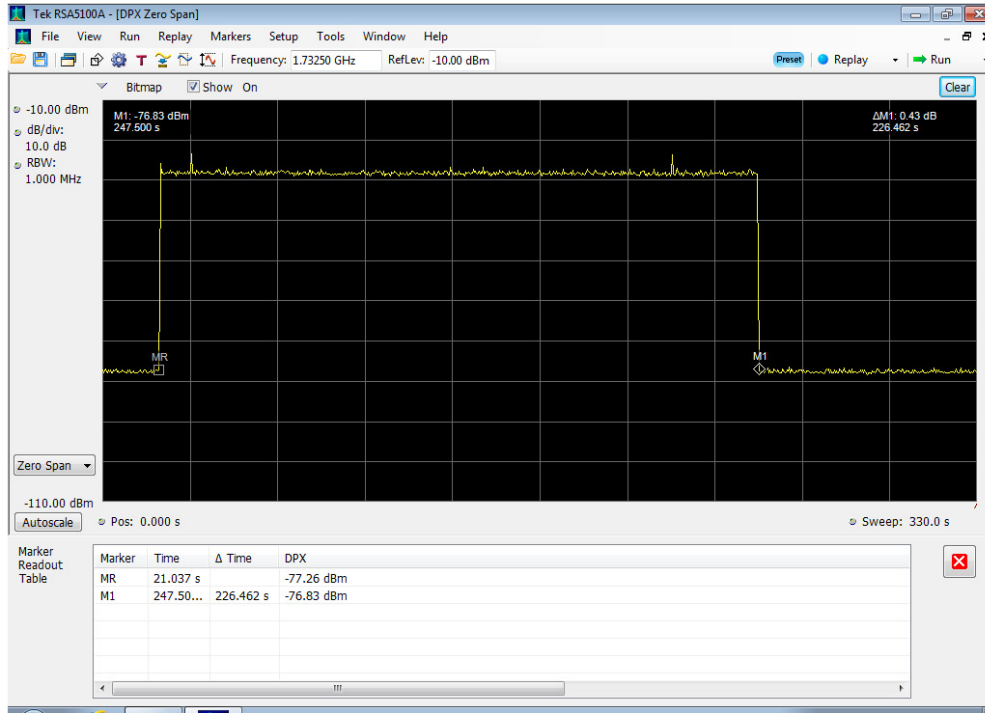 Tek RSA5100A - [DPX Zero Span]
File View Run Replay Markers Setup Tools Window Help
T Frequency: 1.73250 GHz RefLev: -10.00 dBm Preset Replay Run
Bitmap Show On Clear
-10.00 dBm
dB/div:
10.0 dB
RBW:
1.000 MHz
M1: -76.83 dBm
247.500 s
ΔM1: 0.43 dB
226.462 s
MR
M1
Zero Span
-110.00 dBm
Autoscale Pos: 0.000 s Sweep: 330.0 s
Marker
Readout
Table
Marker Time Δ Time DPX
MR 21.037 s -77.26 dBm
M1 247.50... 226.462 s -76.83 dBm